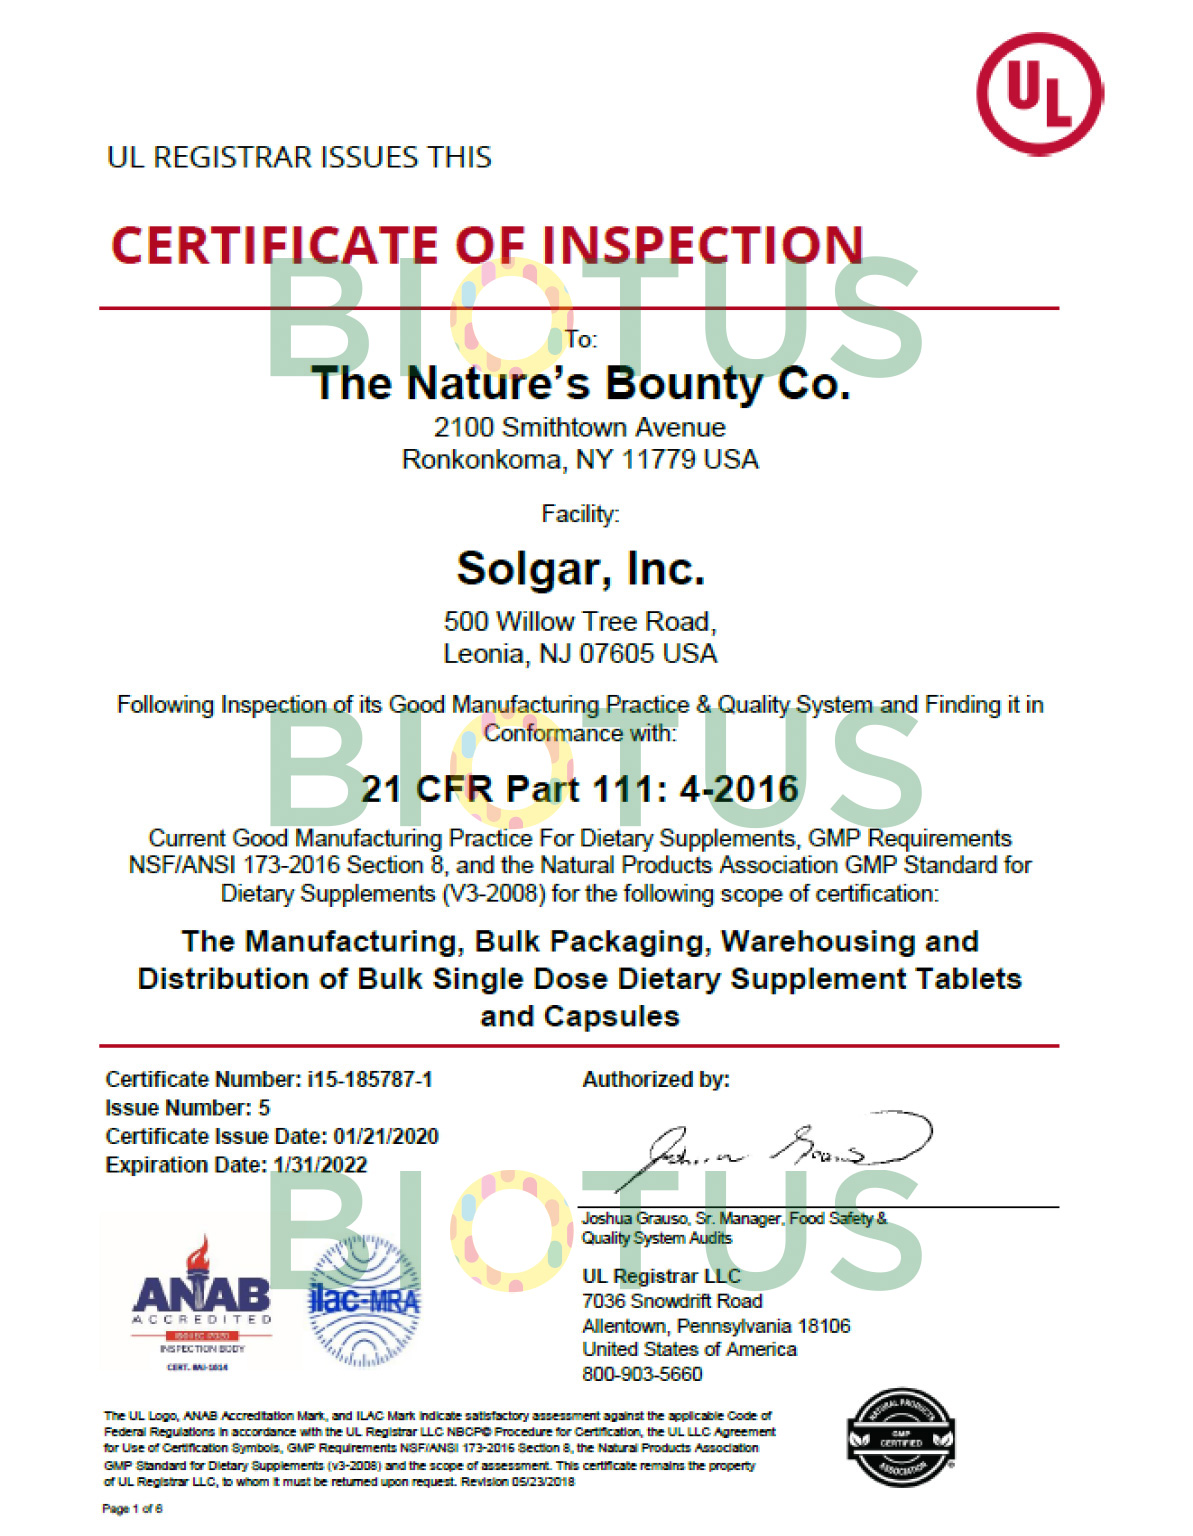 UL
UL REGISTRAR ISSUES THIS
CERTIFICATE OF INSPECTION
BIOTUS
To:
The Nature's Bounty Co.
2100 Smithtown Avenue
Ronkonkoma, NY 11779 USA
Facility:
Solgar, Inc.
500 Willow Tree Road,
Leonia, NJ 07605 USA
Following Inspection of its Good Manufacturing Practice & Quality System and Finding it in
Conformance with:
BIOTUS
21 CFR Part 111: 4-2016
Current Good Manufacturing Practice For Dietary Supplements, GMP Requirements
NSF/ANSI 173-2016 Section 8, and the Natural Products Association GMP Standard for
Dietary Supplements (V3-2008) for the following scope of certification:
The Manufacturing, Bulk Packaging, Warehousing and
Distribution of Bulk Single Dose Dietary Supplement Tablets
and Capsules
Certificate Number: i15-185787-1
Issue Number: 5
Certificate Issue Date: 01/21/2020
Expiration Date: 1/31/2022
Authorized by:
Joshua Grauso
BIOTUS
Joshua Grauso, Sr. Manager, Food Safety &
Quality System Audits
UL Registrar LLC
7036 Snowdrift Road
Allentown, Pennsylvania 18106
United States of America
800-903-5660
ANAB
ACCREDITED
ISO/IEC 17020
INSPECTION BODY
CERT. #AI-1614
ilac-MRA
The UL Logo, ANAB Accreditation Mark, and ILAC Mark indicate satisfactory assessment against the applicable Code of
Federal Regulations in accordance with the UL Registrar LLC NBCP© Procedure for Certification, the UL LLC Agreement
for Use of Certification Symbols, GMP Requirements NSF/ANSI 173-2016 Section 8, the Natural Products Association
GMP Standard for Dietary Supplements (v3-2008) and the scope of assessment. This certificate remains the property
of UL Registrar LLC, to whom it must be returned upon request. Revision 05/23/2018
NATURAL PRODUCTS
GMP
CERTIFIED
ASSOCIATION
Page 1 of 6